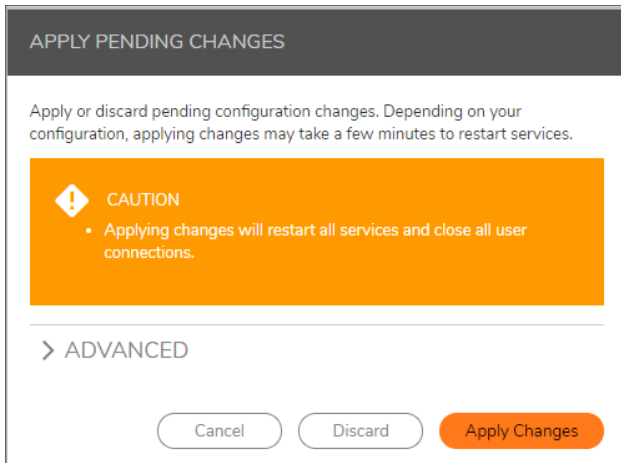 APPLY PENDING CHANGES
Apply or discard pending configuration changes. Depending on your
configuration, applying changes may take a few minutes to restart services.
CAUTION
• Applying changes will restart all services and close all user
connections.
ADVANCED
Cancel Discard Apply Changes